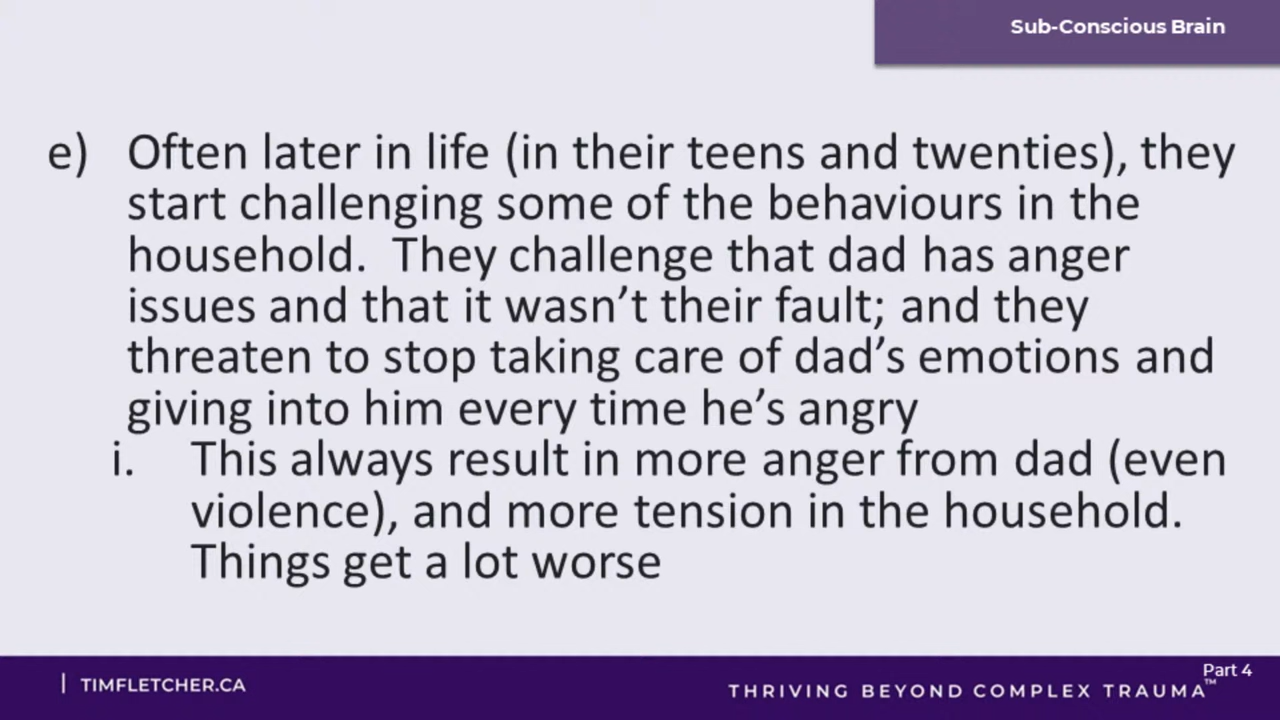 Sub-Conscious Brain
e) Often later in life (in their teens and twenties), they
start challenging some of the behaviours in the
household.  They challenge that dad has anger
issues and that it wasn't their fault; and they
threaten to stop taking care of dad's emotions and
giving into him every time he's angry
i. This always result in more anger from dad (even
violence), and more tension in the household.
Things get a lot worse
| TIMFLETCHER.CA
THRIVING BEYOND COMPLEX TRAUMA™
Part 4